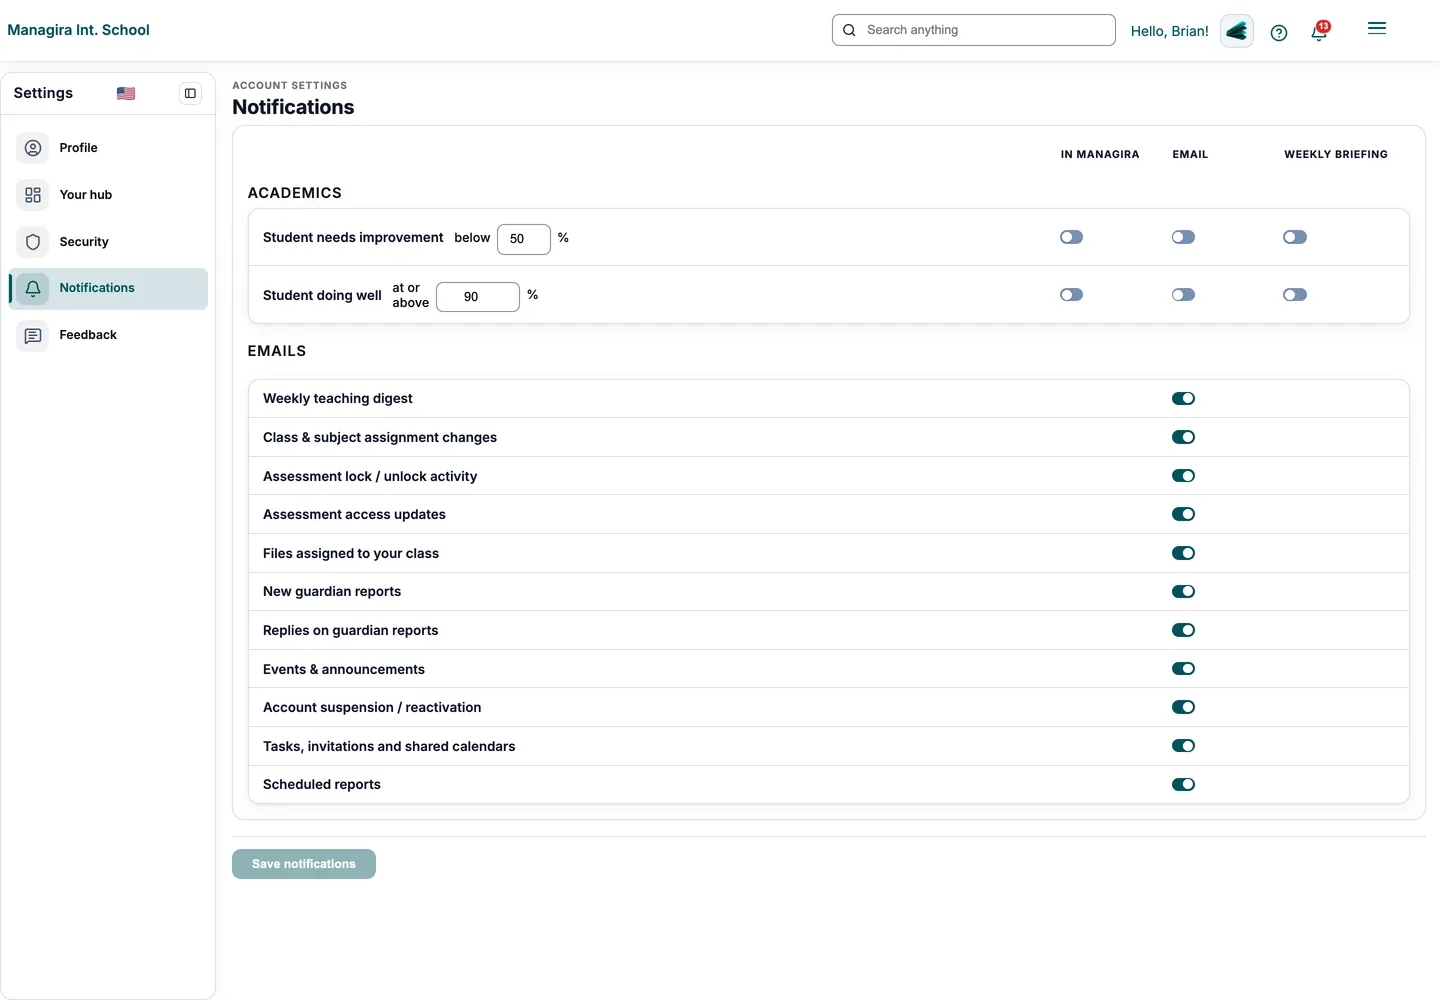 Managira Int. School
Search anything
Hello, Brian!
13
Settings
Profile
Your hub
Security
Notifications
Feedback
ACCOUNT SETTINGS
Notifications
IN MANAGIRA EMAIL WEEKLY BRIEFING
ACADEMICS
Student needs improvement below 50 %
Student doing well at or above 90 %
EMAILS
Weekly teaching digest
Class & subject assignment changes
Assessment lock / unlock activity
Assessment access updates
Files assigned to your class
New guardian reports
Replies on guardian reports
Events & announcements
Account suspension / reactivation
Tasks, invitations and shared calendars
Scheduled reports
Save notifications